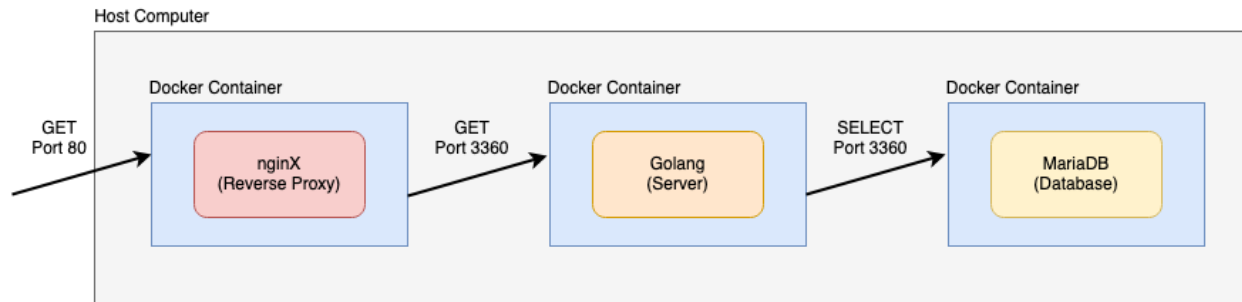 Host Computer
Docker Container
Docker Container
Docker Container
GET
Port 80
nginX
(Reverse Proxy)
GET
Port 3360
Golang
(Server)
SELECT
Port 3360
MariaDB
(Database)